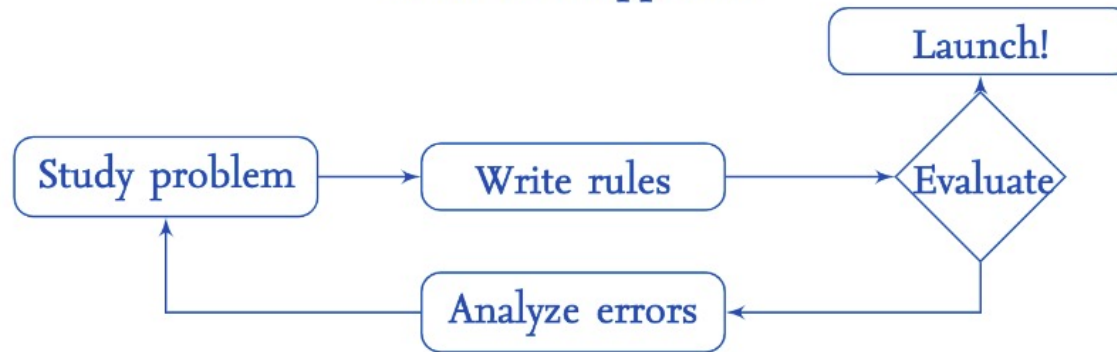 Launch!
Study problem
Write rules
Evaluate
Analyze errors